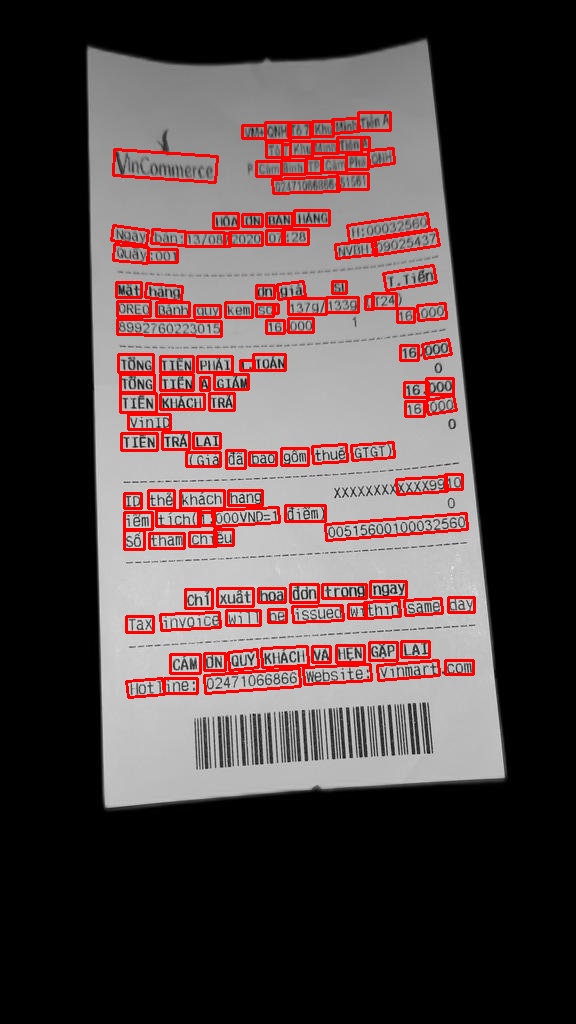 VinCommerce
VM+ QNH Tổ 7 Khu Minh Tiến A
Tổ 7 Khu Minh Tiến A
P Cẩm Bình TP Cẩm Phả QNH
02471066866 51561
HÓA ĐƠN BÁN HÀNG
Ngày bán:13/08/2020 07:28 H:00032560
Quầy:001 NVBH:09025437
Mặt hàng Đơn giá Sl T.Tiền
OREO Bánh quy kem socola 137g/133g (T24)
8992760223015 16.000 1 16.000
TỔNG TIỀN PHẢI T.TOÁN 16.000
TỔNG TIỀN ĐÃ GIẢM 0
TIỀN KHÁCH TRẢ 16.000
VinID 16.000
TIỀN TRẢ LẠI 0
(Giá đã bao gồm thuế GTGT)
ID thẻ khách hàng XXXXXXXXXXXX9910
Điểm tích(1.000VND=1 điểm) 0
Số tham chiếu 00515600100032560
Chỉ xuất hóa đơn trong ngày
Tax invoice will be issued within same day
CẢM ƠN QUÝ KHÁCH VÀ HẸN GẶP LẠI
Hotline: 02471066866 Website: vinmart.com